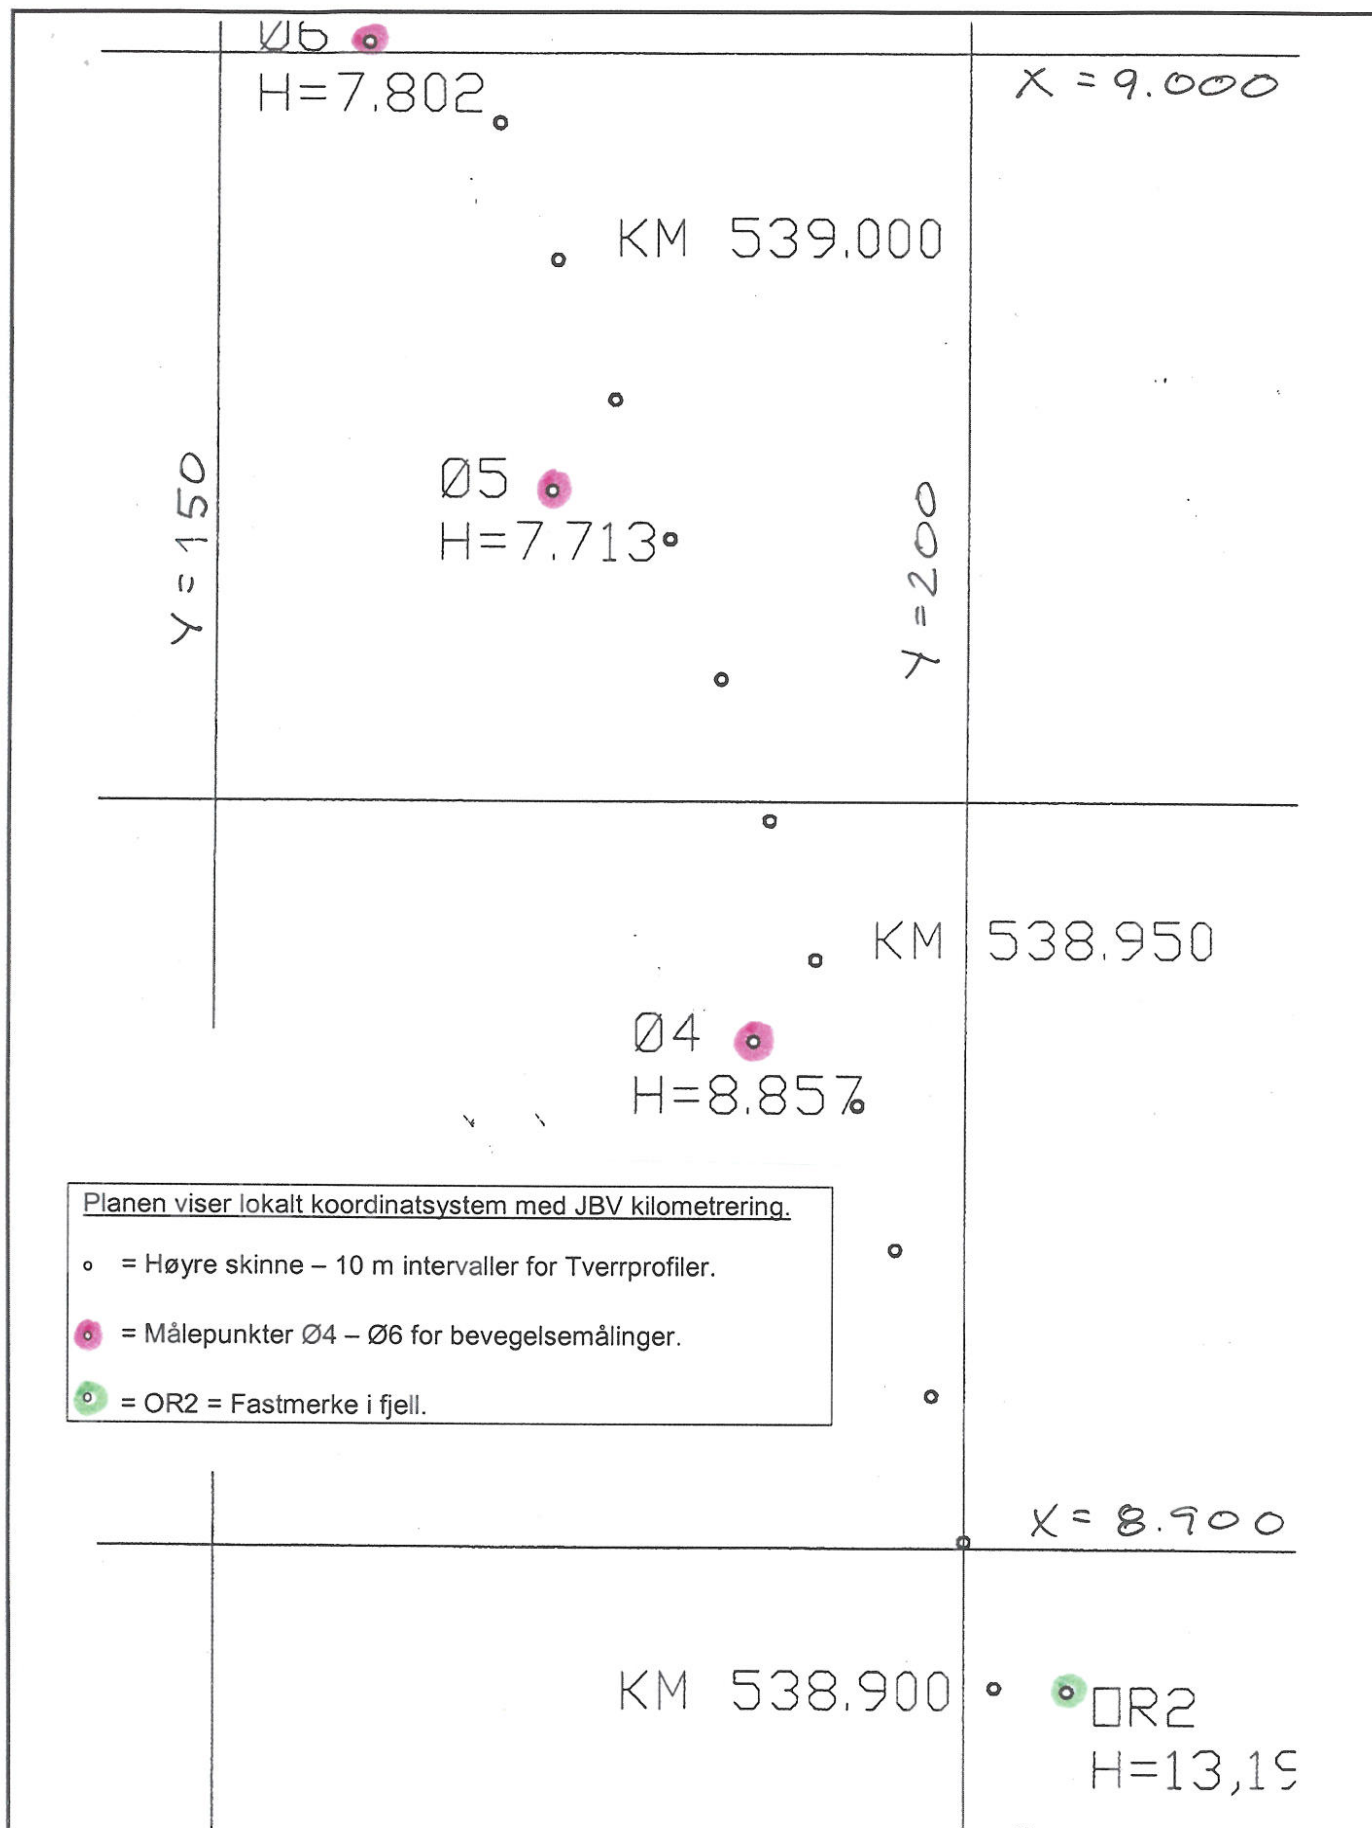 Ø6
H=7.802
X = 9.000
KM 539.000
Y = 150
Ø5
H=7.713
Y = 200
KM 538.950
Ø4
H=8.857
Planen viser lokalt koordinatsystem med JBV kilometrering.
= Høyre skinne – 10 m intervaller for Tverrprofiler.
= Målepunkter Ø4 – Ø6 for bevegelsemålinger.
= OR2 = Fastmerke i fjell.
X = 8.900
KM 538.900
OR2
H=13,19